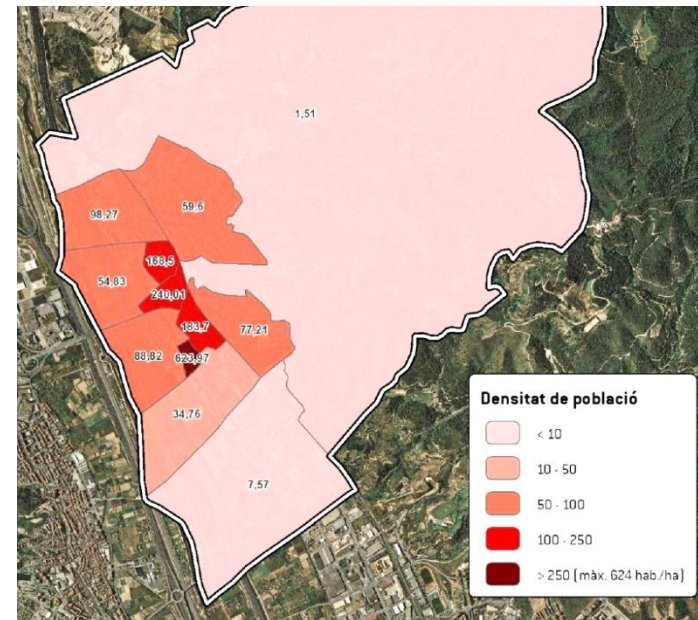 1,51
59,6
98,27
168,5
54,83
240,01
183,7
77,21
88,82
623,97
34,76
7,57
Densitat de població
< 10
10 - 50
50 - 100
100 - 250
> 250 (màx. 624 hab./ha)